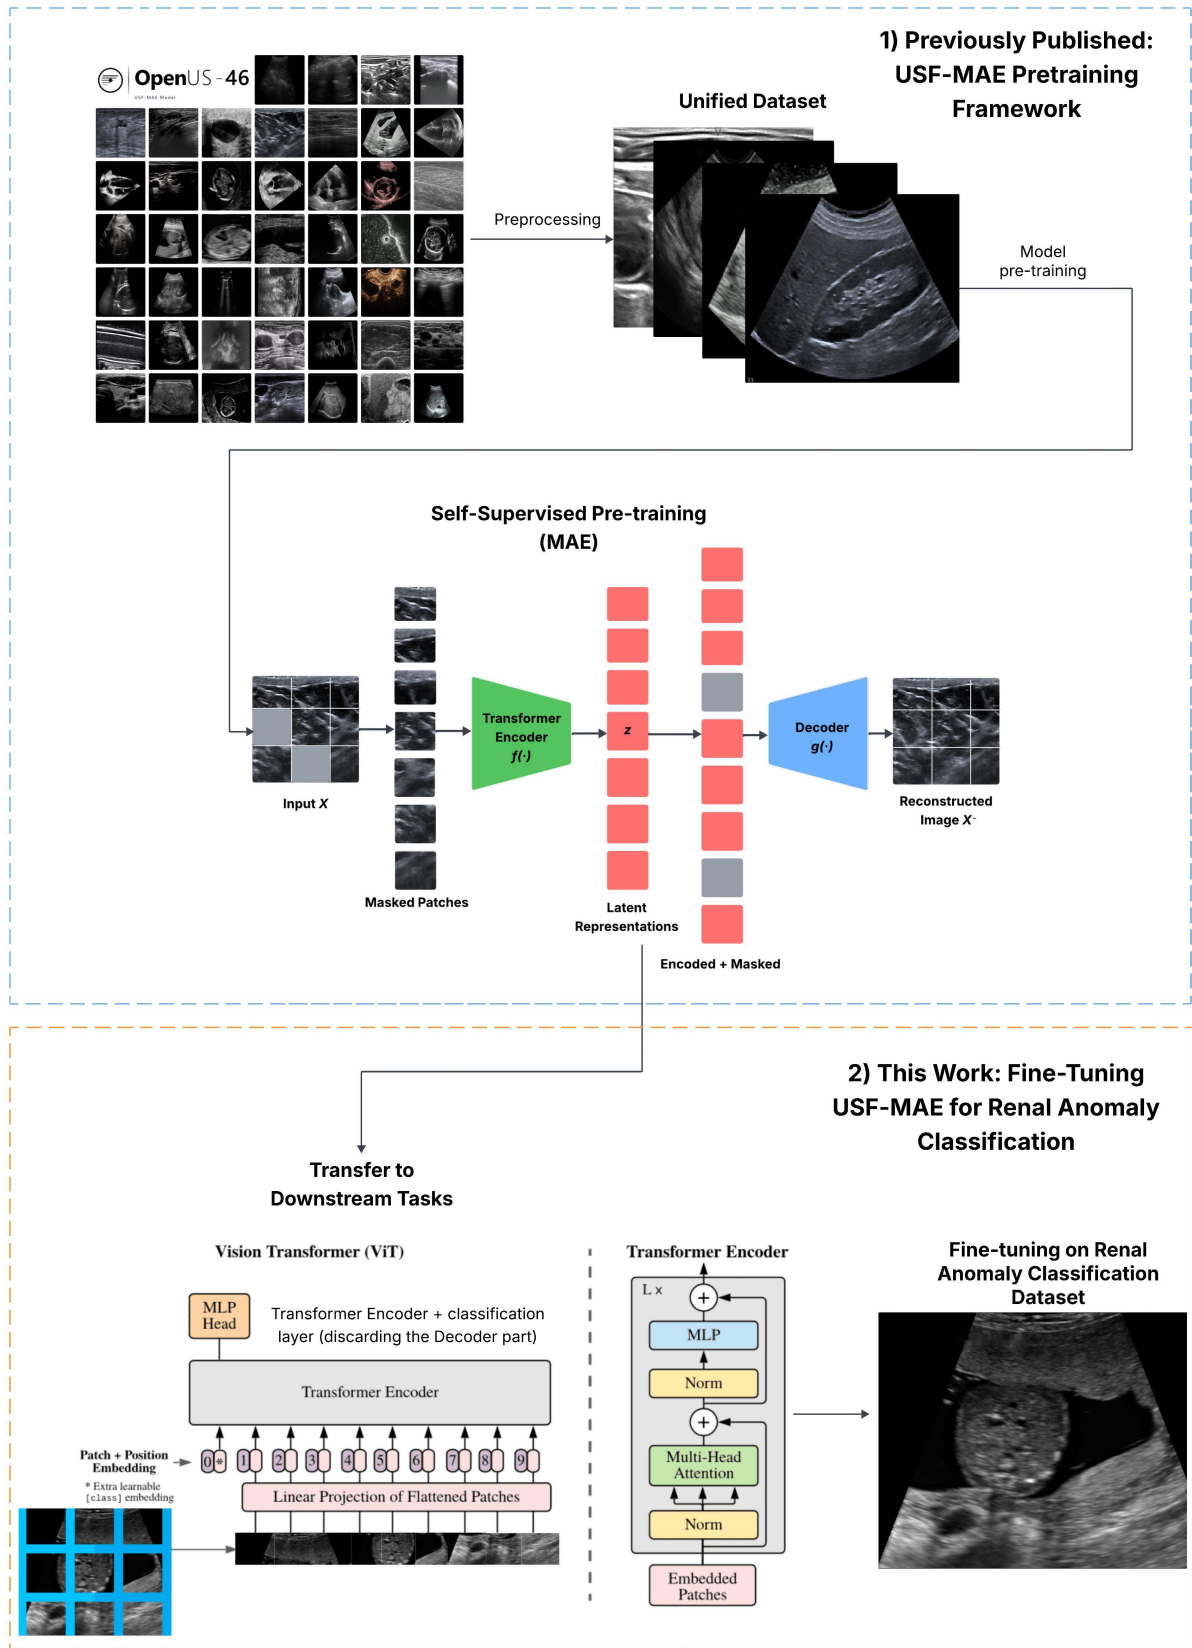 1) Previously Published:
USF-MAE Pretraining
Framework
OpenUS-46
USF-MAE Model
Unified Dataset
Preprocessing
Model
pre-training
Self-Supervised Pre-training
(MAE)
Transformer
Encoder
f(·)
z
Decoder
g(·)
Input X
Reconstructed
Image X-
Masked Patches
Latent
Representations
Encoded + Masked
2) This Work: Fine-Tuning
USF-MAE for Renal Anomaly
Classification
Transfer to
Downstream Tasks
Vision Transformer (ViT)
MLP
Head
Transformer Encoder + classification
layer (discarding the Decoder part)
Transformer Encoder
Patch + Position
Embedding
0 * 1 2 3 4 5 6 7 8 9
* Extra learnable
[class] embedding
Linear Projection of Flattened Patches
Transformer Encoder
L x
+
MLP
Norm
+
Multi-Head
Attention
Norm
Embedded
Patches
Fine-tuning on Renal
Anomaly Classification
Dataset